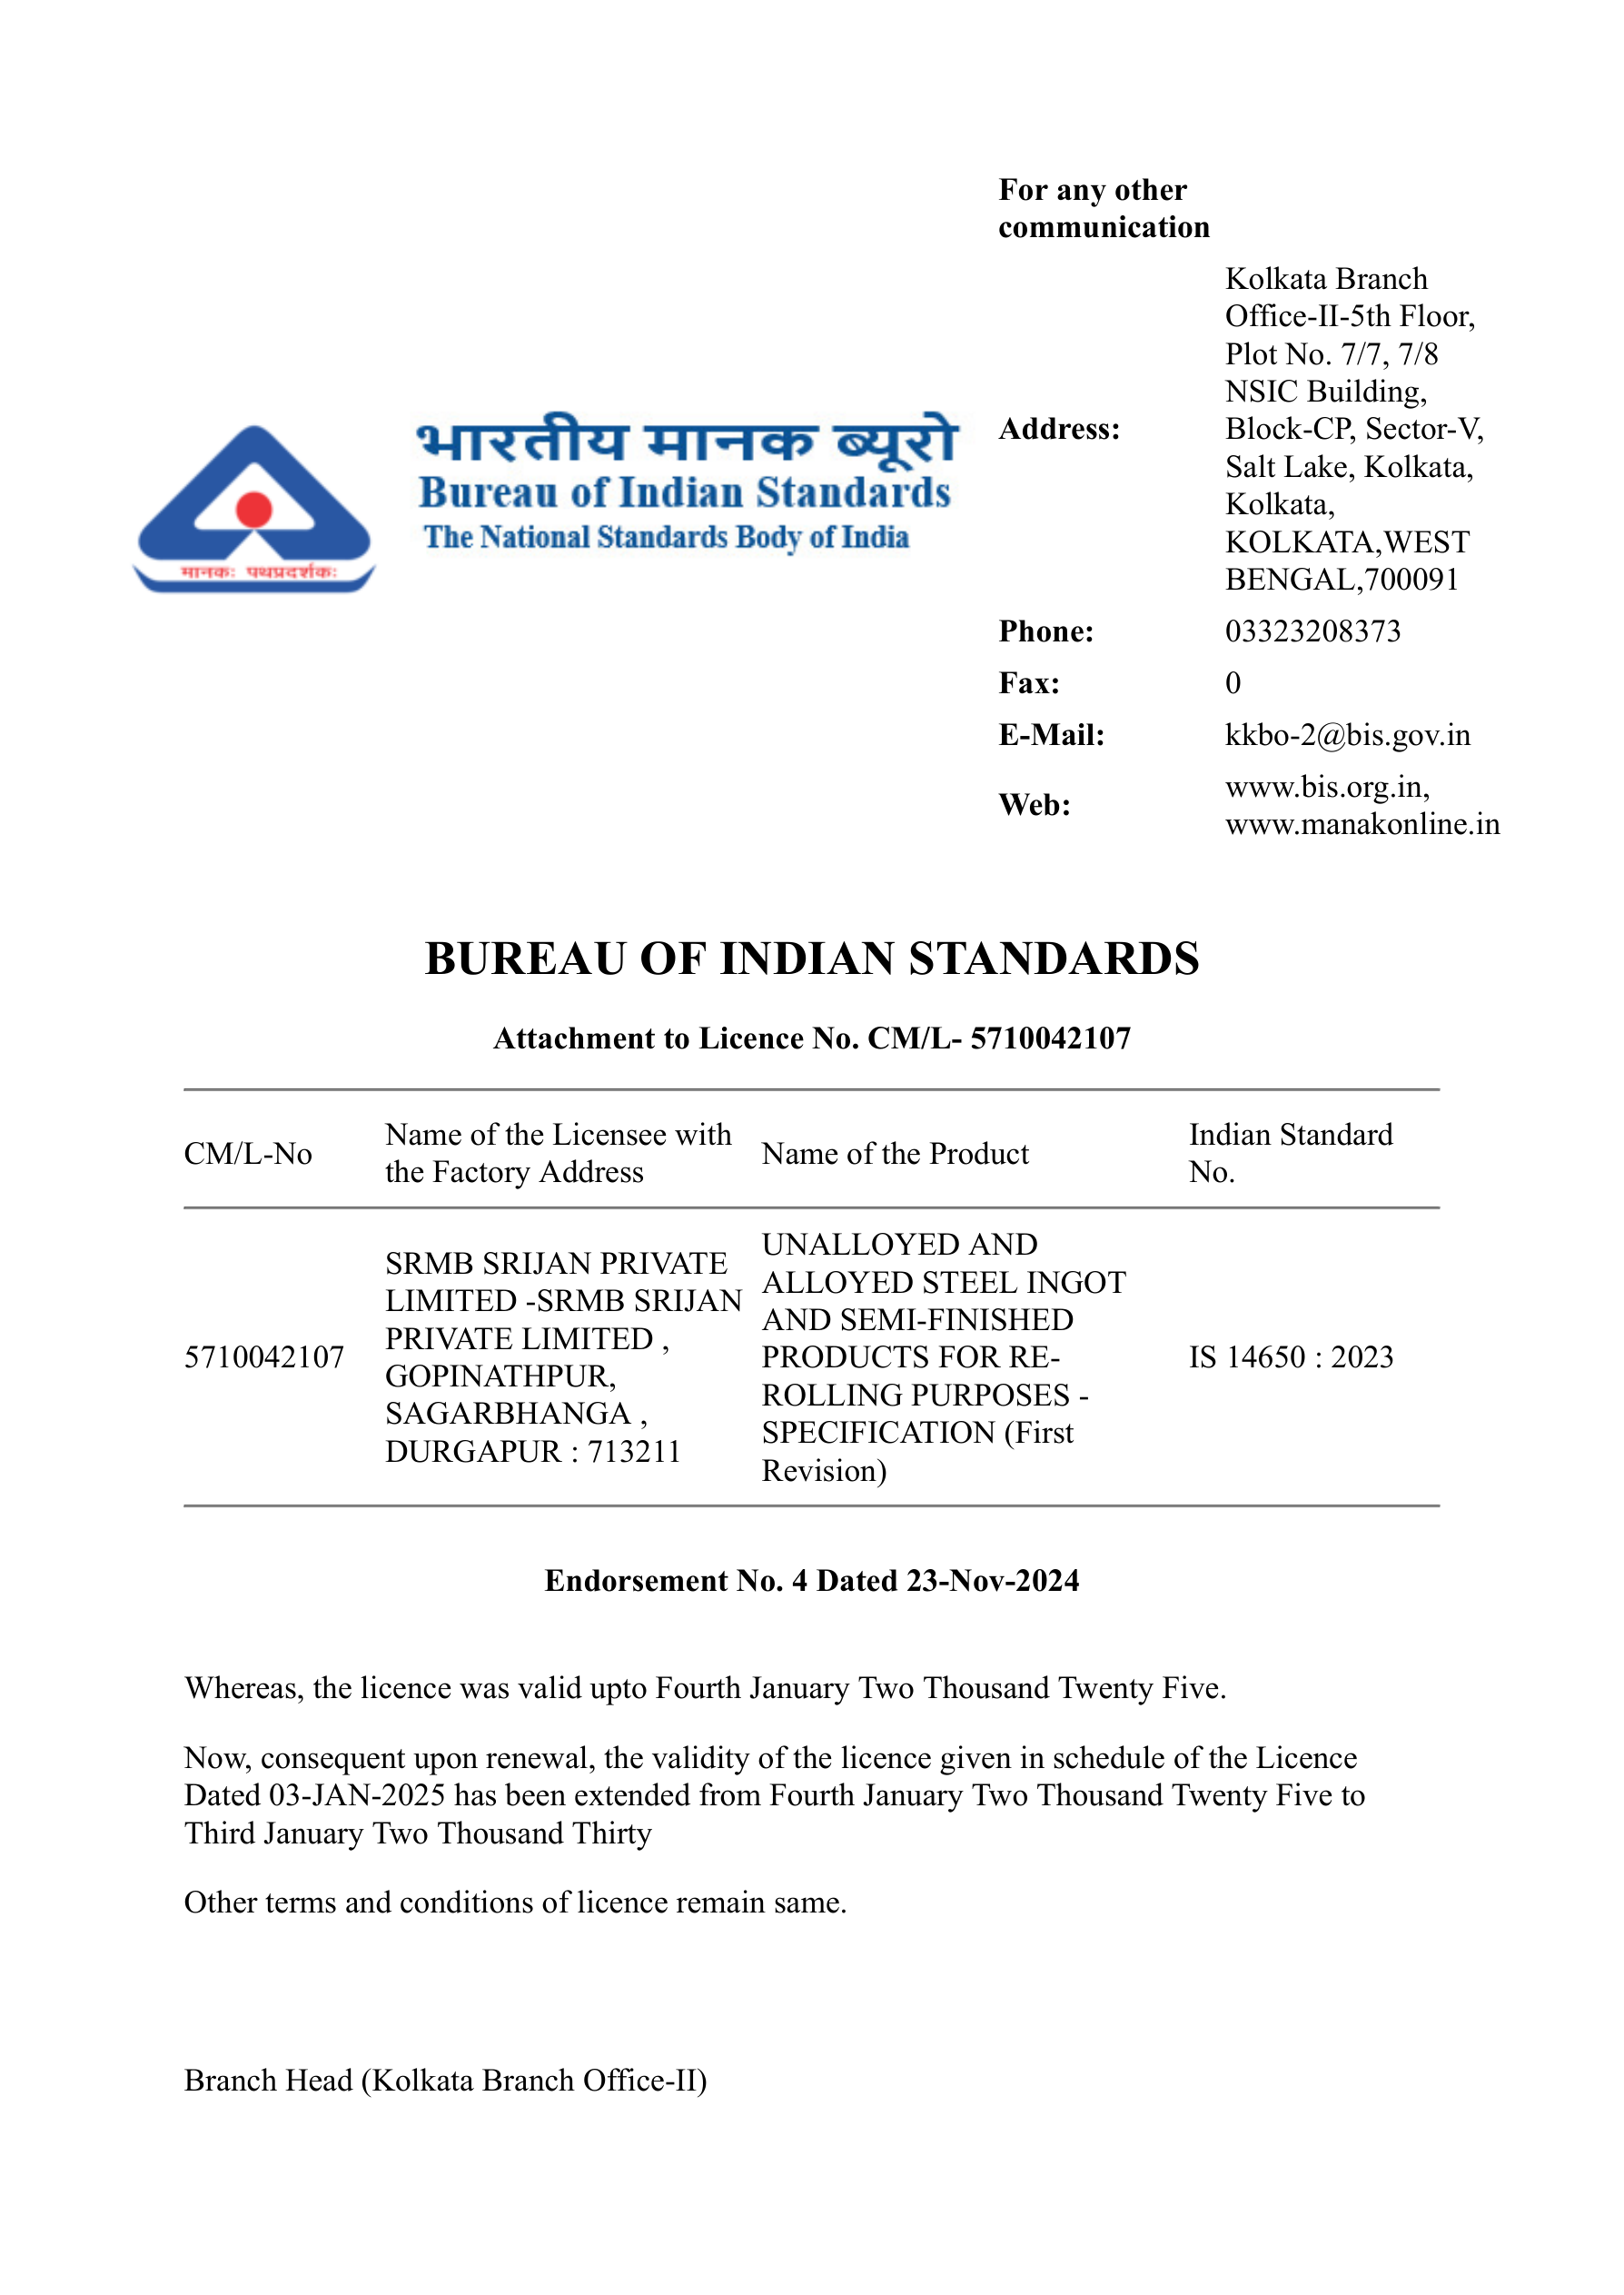 For any other
communication
Address:
Kolkata Branch
Office-II-5th Floor,
Plot No. 7/7, 7/8
NSIC Building,
Block-CP, Sector-V,
Salt Lake, Kolkata,
Kolkata,
KOLKATA,WEST
BENGAL,700091
Phone: 03323208373
Fax: 0
E-Mail: kkbo-2@bis.gov.in
Web: www.bis.org.in,
www.manakonline.in
मानकः पथप्रदर्शकः
भारतीय मानक ब्यूरो
Bureau of Indian Standards
The National Standards Body of India
BUREAU OF INDIAN STANDARDS
Attachment to Licence No. CM/L- 5710042107
CM/L-No
Name of the Licensee with
the Factory Address
Name of the Product
Indian Standard
No.
5710042107
SRMB SRIJAN PRIVATE
LIMITED -SRMB SRIJAN
PRIVATE LIMITED ,
GOPINATHPUR,
SAGARBHANGA ,
DURGAPUR : 713211
UNALLOYED AND
ALLOYED STEEL INGOT
AND SEMI-FINISHED
PRODUCTS FOR RE-
ROLLING PURPOSES -
SPECIFICATION (First
Revision)
IS 14650 : 2023
Endorsement No. 4 Dated 23-Nov-2024
Whereas, the licence was valid upto Fourth January Two Thousand Twenty Five.
Now, consequent upon renewal, the validity of the licence given in schedule of the Licence
Dated 03-JAN-2025 has been extended from Fourth January Two Thousand Twenty Five to
Third January Two Thousand Thirty
Other terms and conditions of licence remain same.
Branch Head (Kolkata Branch Office-II)